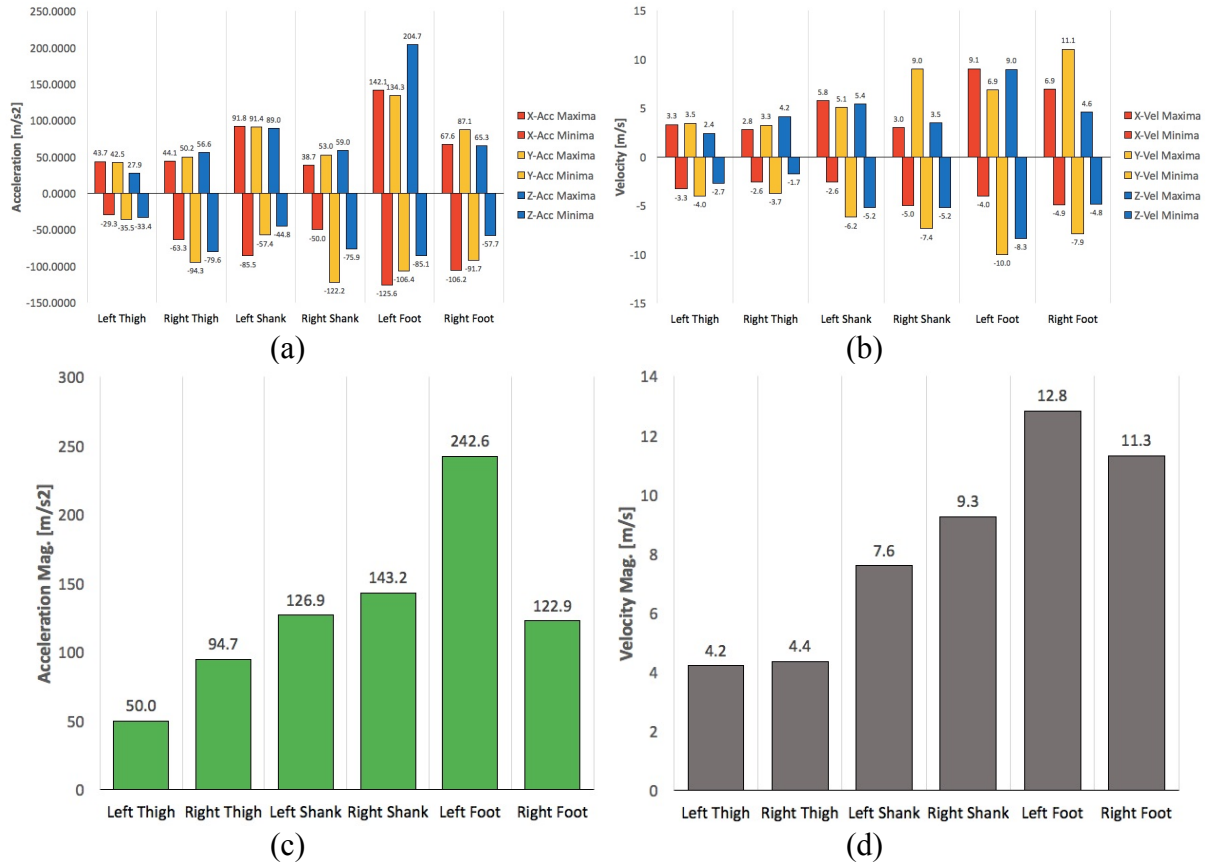 250.0000
200.0000
150.0000
100.0000
50.0000
0.0000
-50.0000
-100.0000
-150.0000
Acceleration [m/s2]
43.7 42.5 27.9 44.1 50.2 56.6 91.8 91.4 89.0 38.7 53.0 59.0 142.1 134.3 204.7 67.6 87.1 65.3
-29.3 -35.5 -33.4 -63.3 -94.3 -79.6 -85.5 -57.4 -44.8 -50.0 -122.2 -75.9 -125.6 -106.4 -85.1 -106.2 -91.7 -57.7
Left Thigh Right Thigh Left Shank Right Shank Left Foot Right Foot
X-Acc Maxima
X-Acc Minima
Y-Acc Maxima
Y-Acc Minima
Z-Acc Maxima
Z-Acc Minima
(a)
15
10
5
0
-5
-10
-15
Velocity [m/s]
3.3 3.5 2.4 2.8 3.3 4.2 5.8 5.1 5.4 3.0 9.0 3.5 9.1 6.9 9.0 6.9 11.1 4.6
-3.3 -4.0 -2.7 -2.6 -3.7 -1.7 -2.6 -6.2 -5.2 -5.0 -7.4 -5.2 -4.0 -10.0 -8.3 -4.9 -7.9 -4.8
Left Thigh Right Thigh Left Shank Right Shank Left Foot Right Foot
X-Vel Maxima
X-Vel Minima
Y-Vel Maxima
Y-Vel Minima
Z-Vel Maxima
Z-Vel Minima
(b)
300
250
200
150
100
50
0
Acceleration Mag. [m/s2]
50.0 94.7 126.9 143.2 242.6 122.9
Left Thigh Right Thigh Left Shank Right Shank Left Foot Right Foot
(c)
14
12
10
8
6
4
2
0
Velocity Mag. [m/s]
4.2 4.4 7.6 9.3 12.8 11.3
Left Thigh Right Thigh Left Shank Right Shank Left Foot Right Foot
(d)